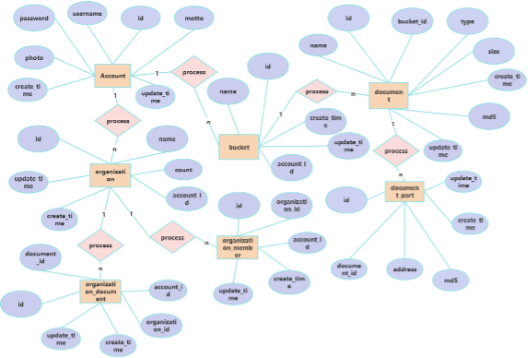 password
username
id
motto
photo
create_ti
me
Account
1
process
update_ti
me
1
process
n
n
id
name
bucket
id
bucket_id
type
name
size
create_ti
me
md5
documen
t
update_ti
me
1
process
n
create_tim
e
update_ti
me
account_i
d
1
process
n
documen
t_part
id
update_t
ime
create_ti
me
docume
nt_id
address
md5
id
name
update_ti
me
organizati
on
count
account_i
d
create_ti
me
1
1
process
n
process
n
id
organizati
on_id
account_i
d
organizati
on_memb
er
update_ti
me
create_tim
e
document
_id
id
organizati
on_docum
ent
account_i
d
organizati
on_id
update_ti
me
create_ti
me